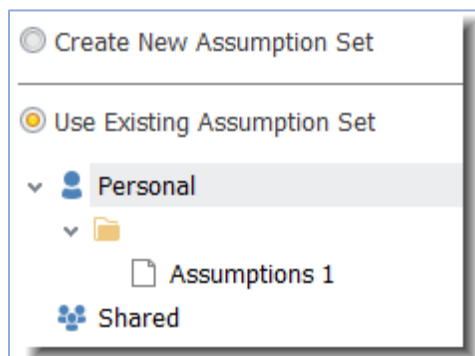 Create New Assumption Set
Use Existing Assumption Set
Personal
Assumptions 1
Shared